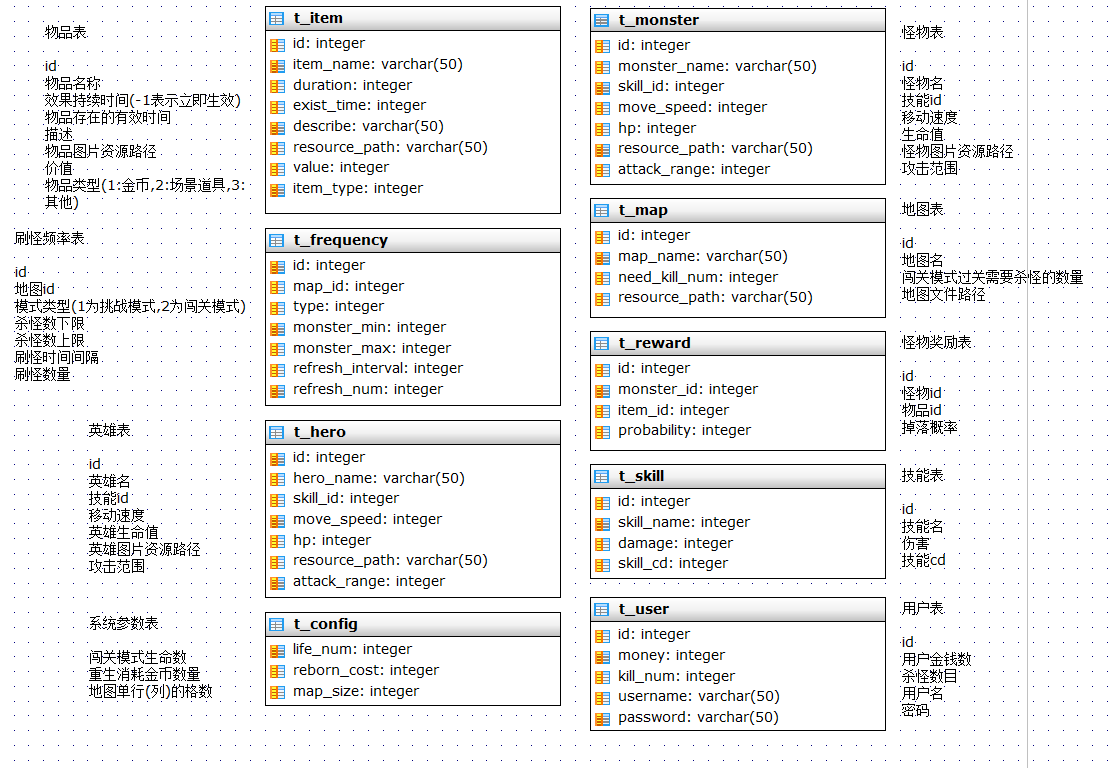 物品表
id
物品名称
效果持续时间(-1表示立即生效)
物品存在的有效时间
描述
物品图片资源路径
价值
物品类型(1:金币,2:场景道具,3:
其他)
t_item
id: integer
item_name: varchar(50)
duration: integer
exist_time: integer
describe: varchar(50)
resource_path: varchar(50)
value: integer
item_type: integer
t_monster
id: integer
monster_name: varchar(50)
skill_id: integer
move_speed: integer
hp: integer
resource_path: varchar(50)
attack_range: integer
怪物表
id
怪物名
技能id
移动速度
生命值
怪物图片资源路径
攻击范围
刷怪频率表
id
地图id
模式类型(1为挑战模式,2为闯关模式)
杀怪数下限
杀怪数上限
刷怪时间间隔
刷怪数量
t_frequency
id: integer
map_id: integer
type: integer
monster_min: integer
monster_max: integer
refresh_interval: integer
refresh_num: integer
t_map
id: integer
map_name: varchar(50)
need_kill_num: integer
resource_path: varchar(50)
地图表
id
地图名
闯关模式过关需要杀怪的数量
地图文件路径
t_reward
id: integer
monster_id: integer
item_id: integer
probability: integer
怪物奖励表
id
怪物id
物品id
掉落概率
英雄表
id
英雄名
技能id
移动速度
英雄生命值
英雄图片资源路径
攻击范围
t_hero
id: integer
hero_name: varchar(50)
skill_id: integer
move_speed: integer
hp: integer
resource_path: varchar(50)
attack_range: integer
t_skill
id: integer
skill_name: integer
damage: integer
skill_cd: integer
技能表
id
技能名
伤害
技能cd
系统参数表
闯关模式生命数
重生消耗金币数量
地图单行(列)的格数
t_config
life_num: integer
reborn_cost: integer
map_size: integer
t_user
id: integer
money: integer
kill_num: integer
username: varchar(50)
password: varchar(50)
用户表
id
用户金钱数
杀怪数目
用户名
密码